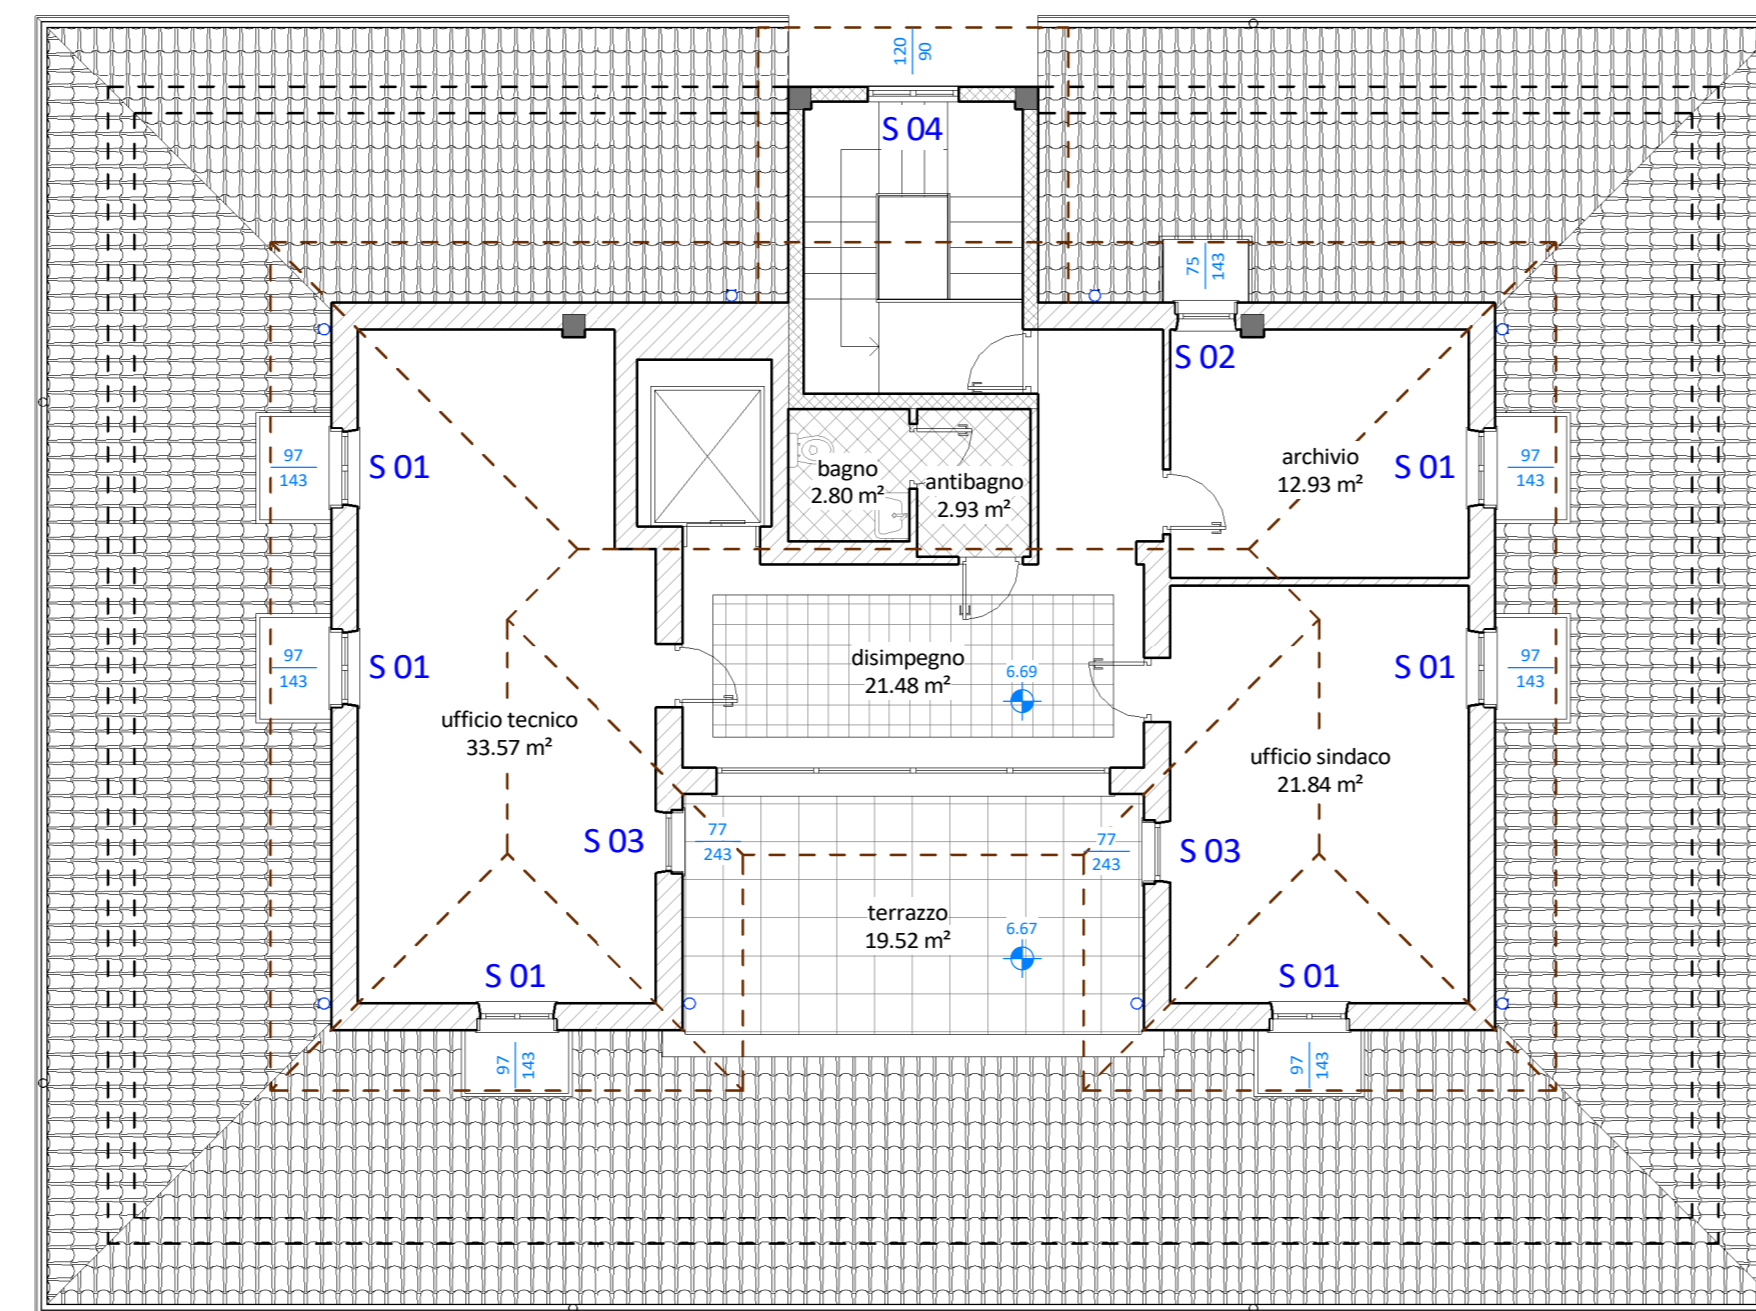 120
90
S 04
75
143
S 02
97
143
S 01
bagno
2.80 m²
antibagno
2.93 m²
archivio
12.93 m²
S 01
97
143
97
143
S 01
disimpegno
21.48 m²
6.69
S 01
97
143
ufficio tecnico
33.57 m²
ufficio sindaco
21.84 m²
S 03
77
243
77
243
S 03
terrazzo
19.52 m²
6.67
S 01
S 01
97
143
97
143